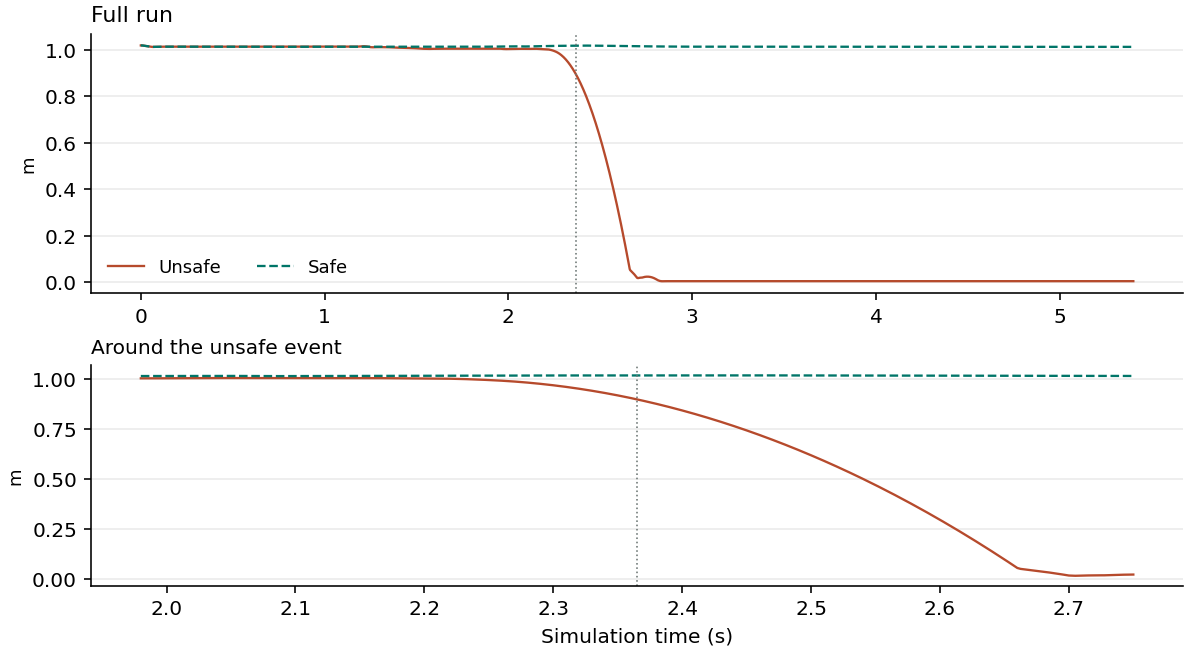 Full run
m
1.0
0.8
0.6
0.4
0.2
0.0
Unsafe Safe
0 1 2 3 4 5
Around the unsafe event
m
1.00
0.75
0.50
0.25
0.00
2.0 2.1 2.2 2.3 2.4 2.5 2.6 2.7
Simulation time (s)